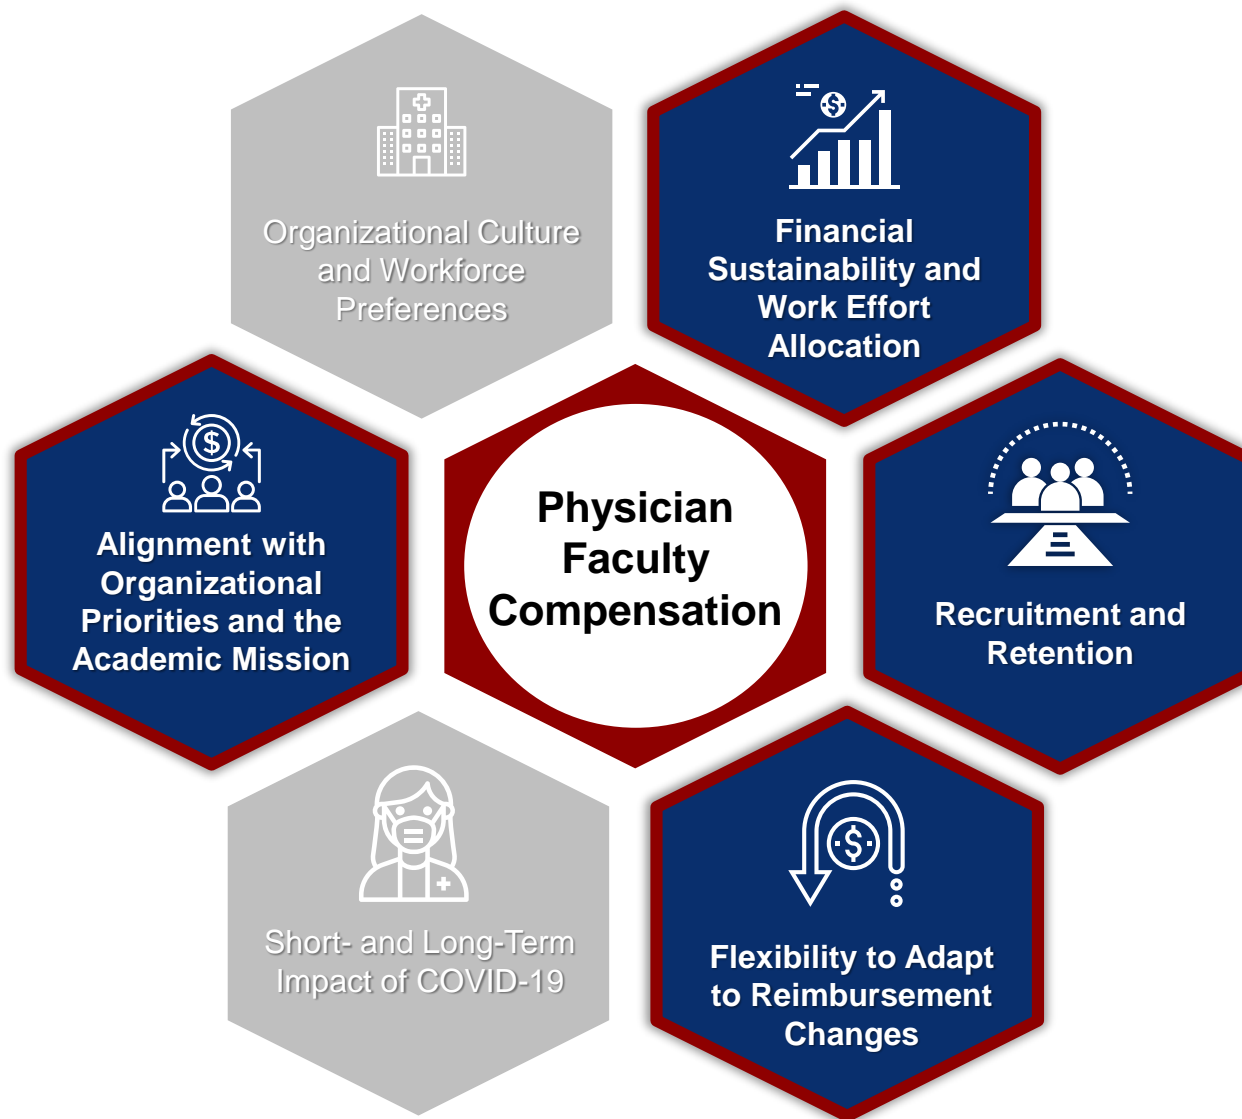 Organizational Culture
and Workforce
Preferences
Financial
Sustainability and
Work Effort
Allocation
Alignment with
Organizational
Priorities and the
Academic Mission
Physician
Faculty
Compensation
Recruitment and
Retention
Short- and Long-Term
Impact of COVID-19
Flexibility to Adapt
to Reimbursement
Changes